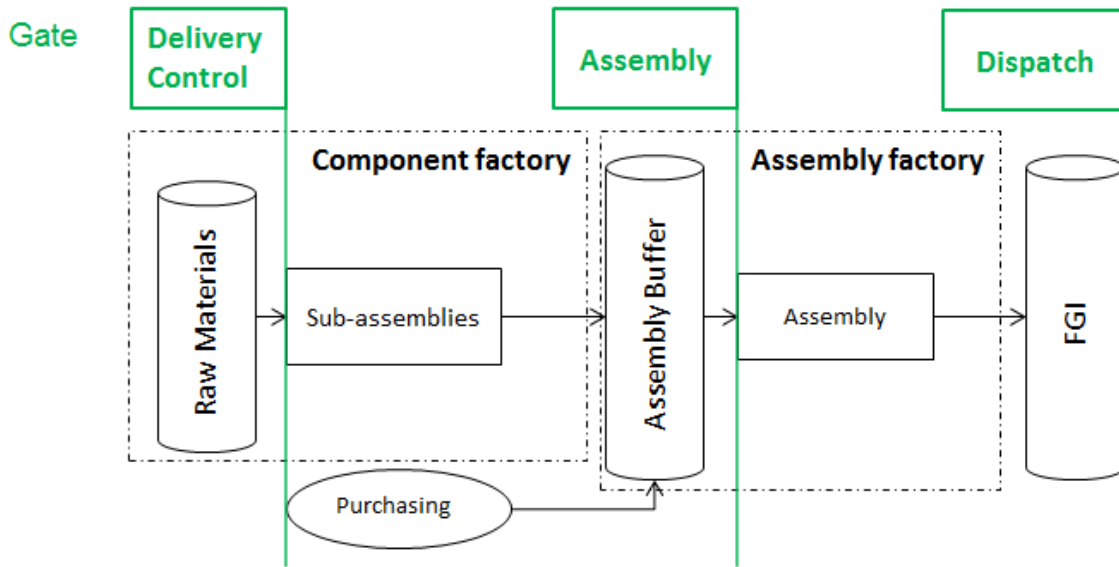 Gate
Delivery
Control
Assembly
Dispatch
Component factory
Assembly factory
Raw Materials
Sub-assemblies
Assembly Buffer
Assembly
FGI
Purchasing